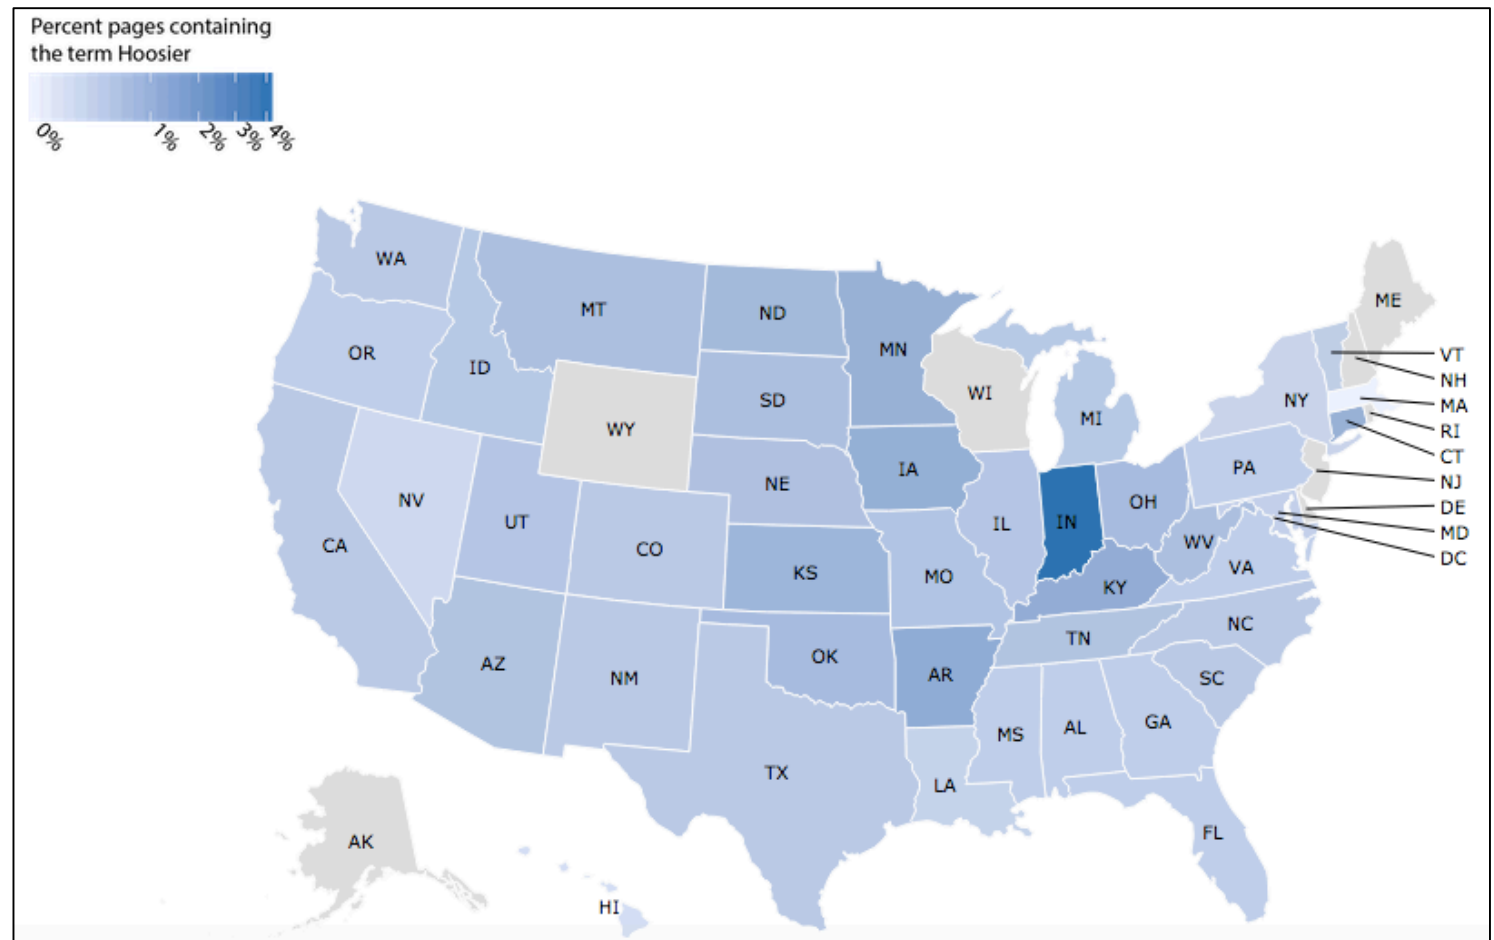 Percent pages containing
the term Hoosier
0% 1% 2% 3% 4%
WA
MT
ND
MN
ME
OR
ID
SD
WI
MI
NY
VT
NH
MA
RI
CT
NJ
DE
MD
DC
WY
IA
PA
NV
UT
NE
IL
IN
OH
CA
CO
KS
MO
KY
WV
VA
AZ
NM
OK
AR
TN
NC
SC
TX
LA
MS
AL
GA
FL
AK
HI